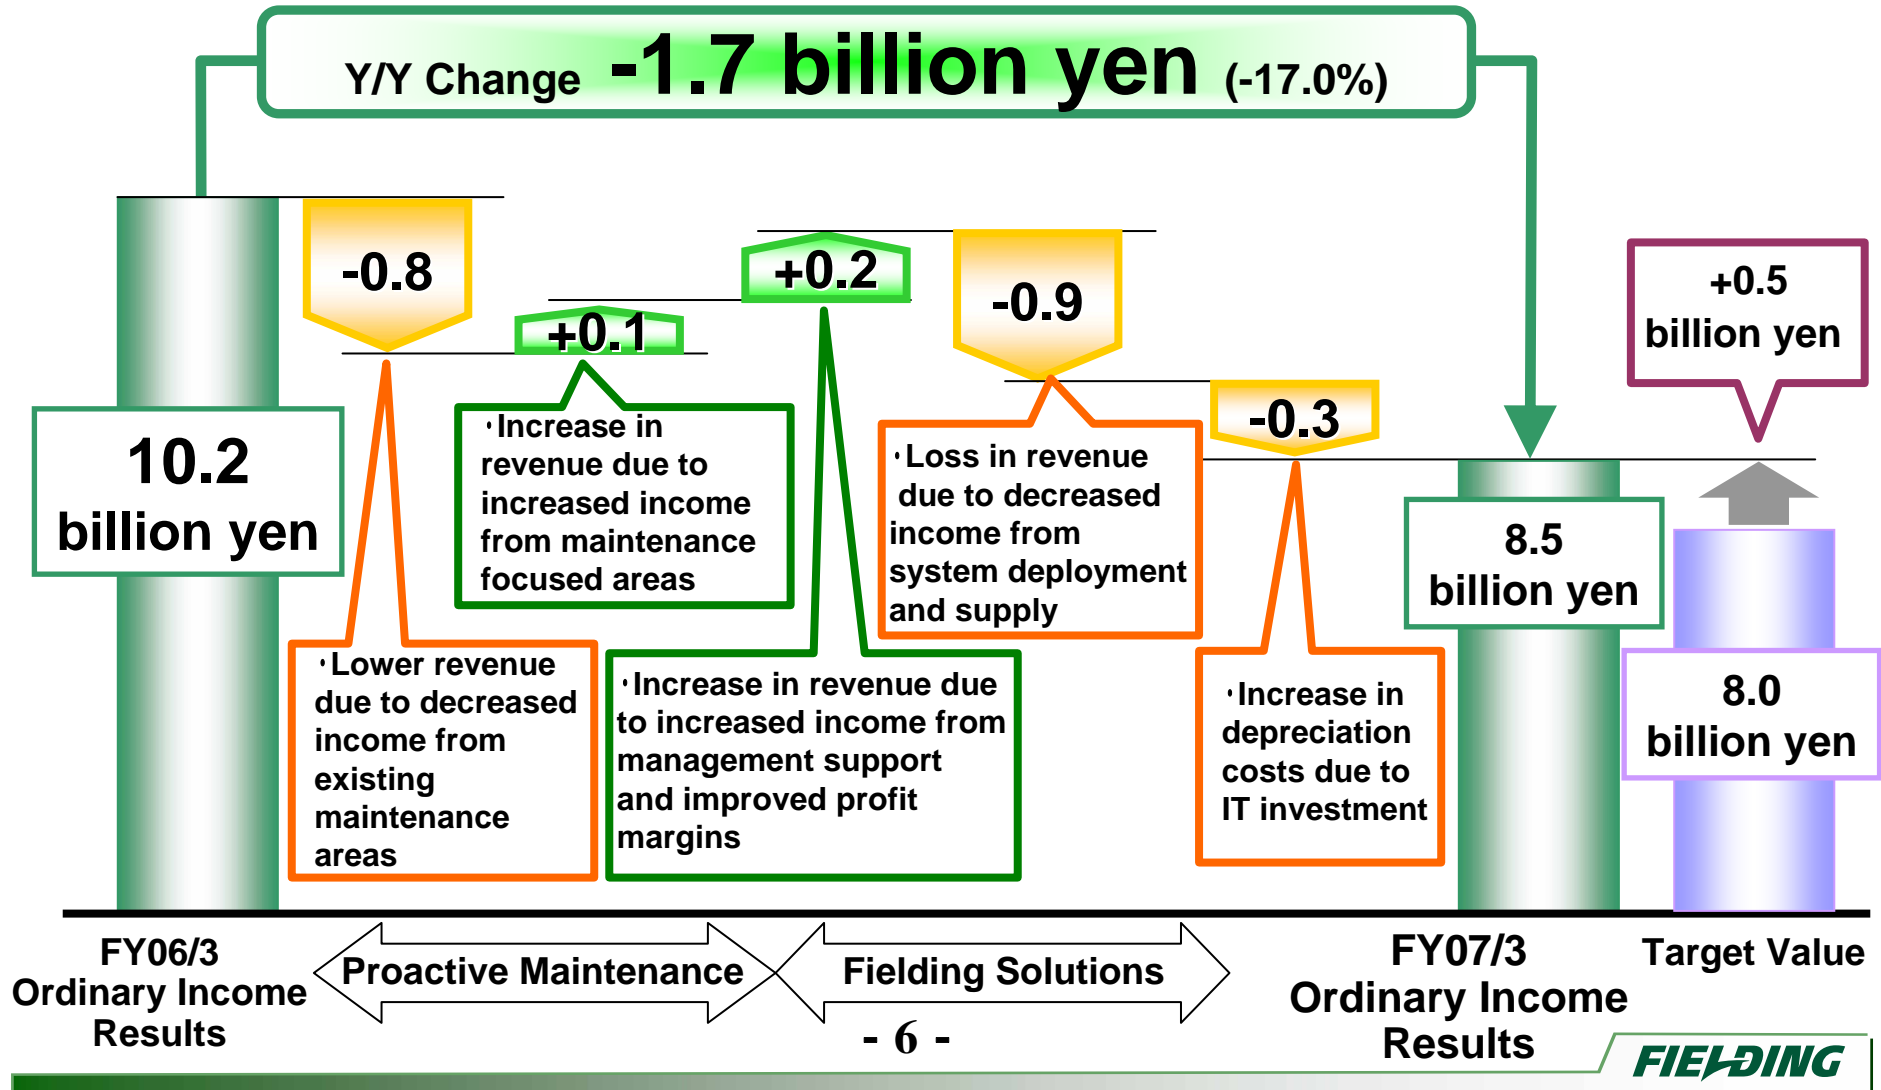 Y/Y Change -1.7 billion yen (-17.0%)
-0.8
+0.1
+0.2
-0.9
-0.3
+0.5
billion yen
10.2
billion yen
・Increase in
revenue due to
increased income
from maintenance
focused areas
・Loss in revenue
due to decreased
income from
system deployment
and supply
8.5
billion yen
・Lower revenue
due to decreased
income from
existing
maintenance
areas
・Increase in revenue due
to increased income from
management support
and improved profit
margins
・Increase in
depreciation
costs due to
IT investment
8.0
billion yen
FY06/3
Ordinary Income
Results
Proactive Maintenance
Fielding Solutions
FY07/3
Ordinary Income
Results
Target Value
- 6 -
FIELDING